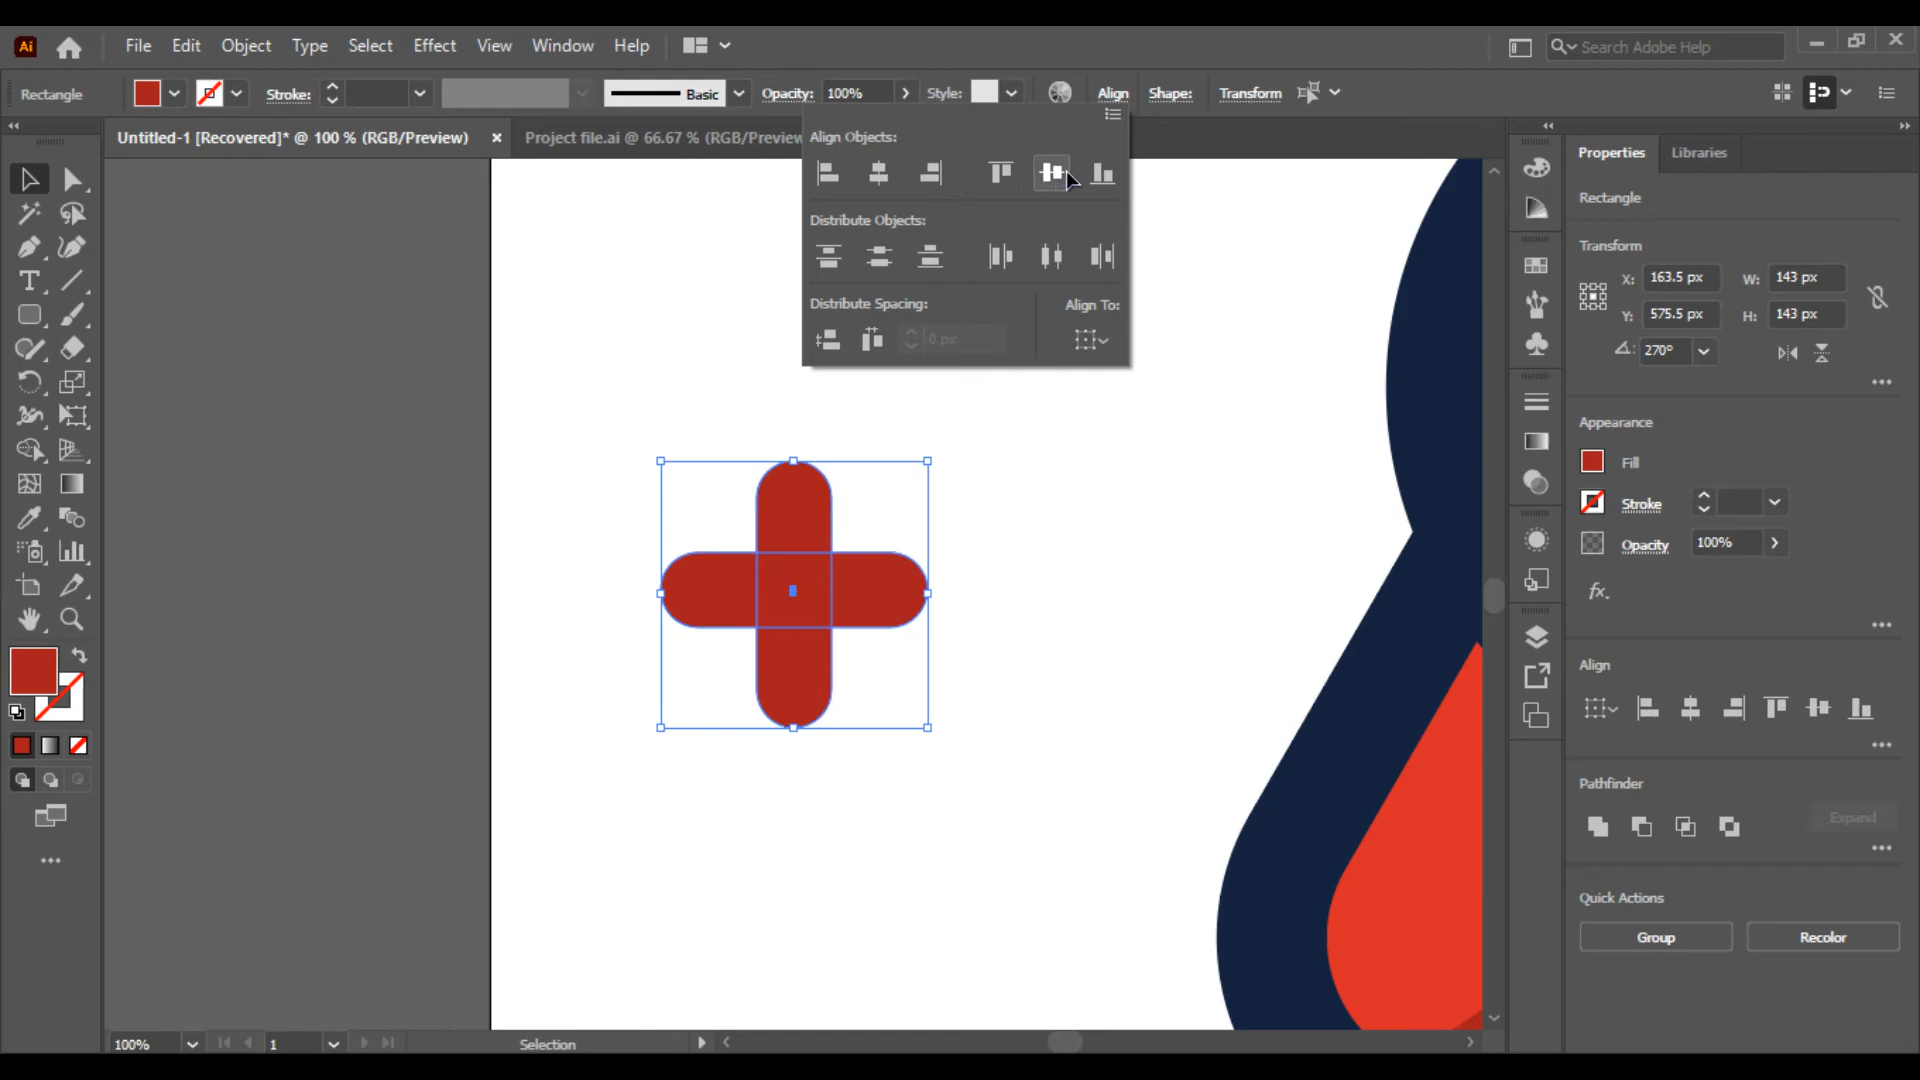 Ai File Edit Object Type Select Effect View Window Help Search Adobe Help
Rectangle Stroke: Basic Opacity: 100% Style: Align Shape: Transform
Untitled-1 [Recovered]* @ 100 % (RGB/Preview) × Project file.ai @ 66.67 % (RGB/Preview
Align Objects:
Distribute Objects:
Distribute Spacing: Align To:
0 px
Properties Libraries
Rectangle
Transform
X: 163.5 px W: 143 px
Y: 575.5 px H: 143 px
270°
Appearance
Fill
Stroke
Opacity 100%
fx.
Align
Pathfinder
Expand
Quick Actions
Group Recolor
100% 1 Selection